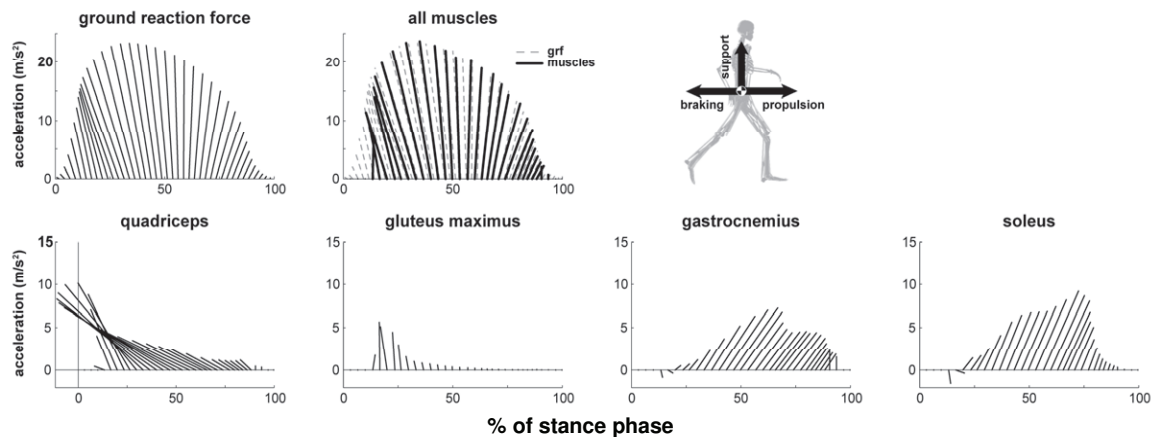 ground reaction force
acceleration (m/s²)
20
10
0
0
50
100
all muscles
grf
muscles
20
10
0
0
50
100
support
braking
propulsion
quadriceps
acceleration (m/s²)
15
10
5
0
0
50
100
gluteus maximus
15
10
5
0
0
50
100
gastrocnemius
15
10
5
0
0
50
100
soleus
15
10
5
0
0
50
100
% of stance phase